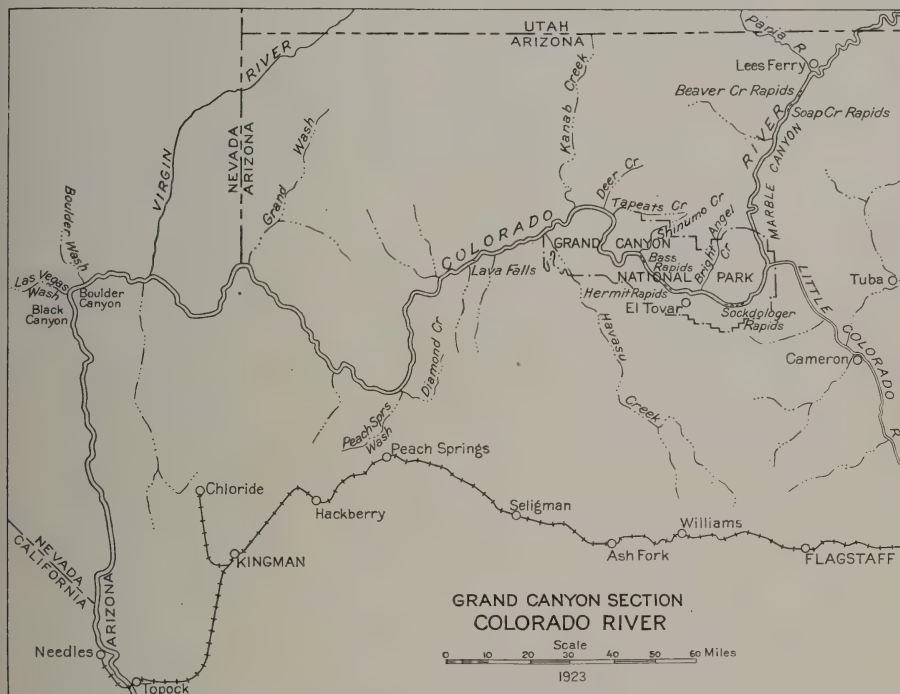 UTAH
ARIZONA
Paria R
Lees Ferry
Beaver Cr Rapids
Soap Cr Rapids
RIVER
MARBLE CANYON
Kanab Creek
VIRGIN RIVER
NEVADA
ARIZONA
Grand Wash
Boulder Wash
Las Vegas
Wash
Boulder
Canyon
Black
Canyon
COLORADO
Lava Falls
Deer Cr
Tapeats Cr
Shinumo Cr
Bright Angel
Cr
GRAND CANYON
NATIONAL PARK
Bass
Rapids
Hermit Rapids
El Tovar
Sockdologer
Rapids
LITTLE COLORADO
R
Tuba
Cameron
Havasu
Creek
Diamond Cr
Peach Sprs
Wash
Peach Springs
Chloride
Hackberry
Seligman
Williams
Ash Fork
FLAGSTAFF
KINGMAN
NEVADA
CALIFORNIA
ARIZONA
Needles
Topock
GRAND CANYON SECTION
COLORADO RIVER
Scale
0 10 20 30 40 50 60 Miles
1923